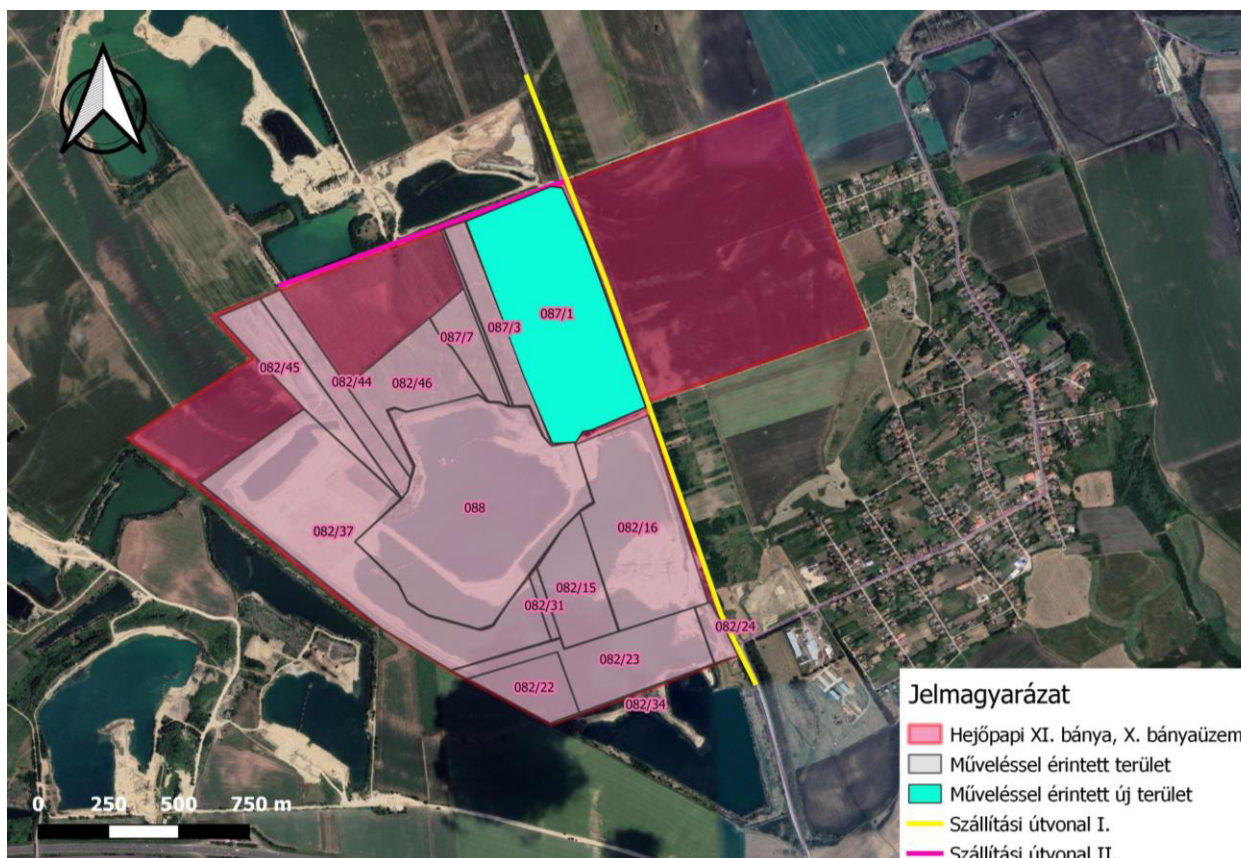 087/1
087/3
087/7
082/45
082/44
082/46
088
082/37
082/16
082/15
082/31
082/24
082/23
082/22
082/34
Jelmagyarázat
Hejőpapi XI. bánya, X. bányaüzem
Műveléssel érintett terület
Műveléssel érintett új terület
Szállítási útvonal I.
Szállítási útvonal II.
0 250 500 750 m